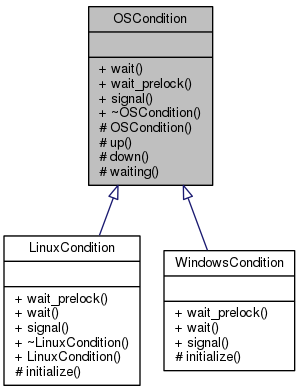 OSCondition
+ wait()
+ wait_prelock()
+ signal()
+ ~OSCondition()
# OSCondition()
# up()
# down()
# waiting()
LinuxCondition
+ wait_prelock()
+ wait()
+ signal()
+ ~LinuxCondition()
+ LinuxCondition()
# initialize()
WindowsCondition
+ wait_prelock()
+ wait()
+ signal()
# initialize()